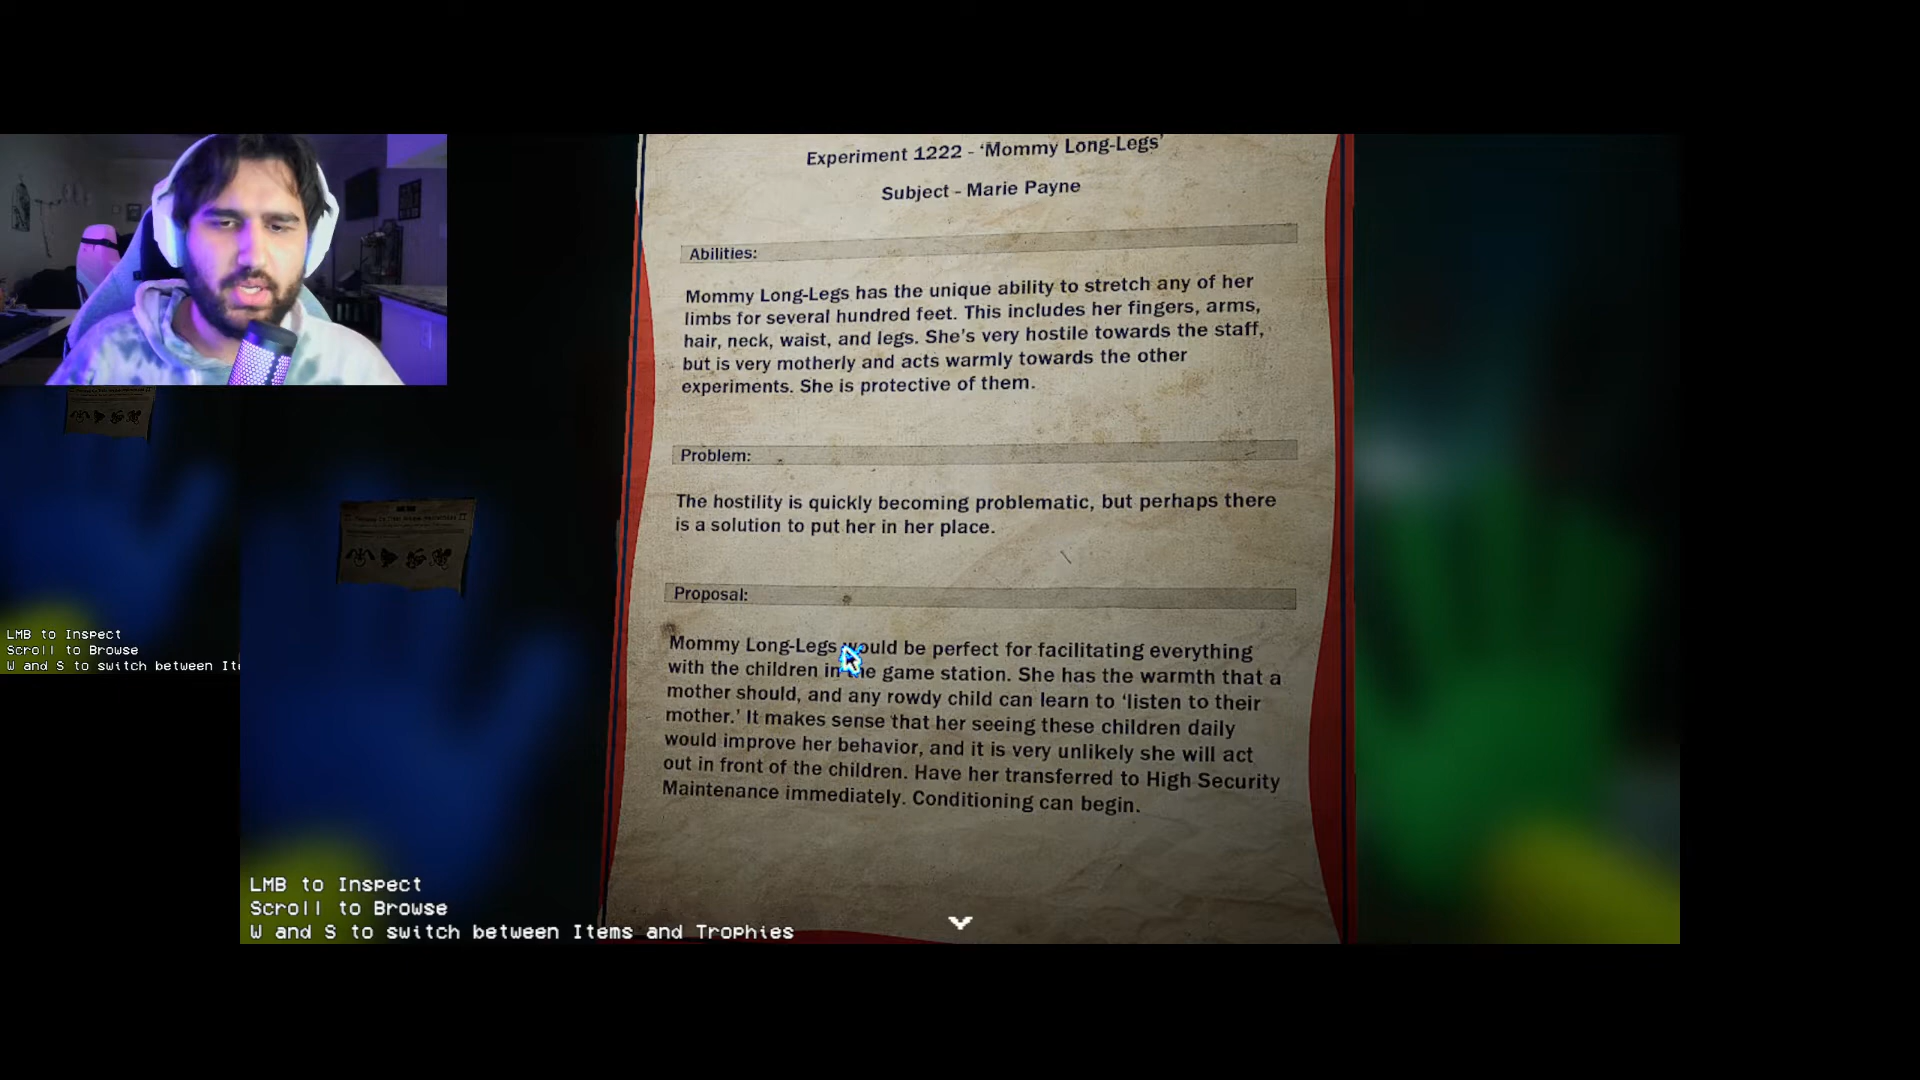 Experiment 1222 - ‘Mommy Long-Legs’
Subject - Marie Payne
Abilities:
Mommy Long-Legs has the unique ability to stretch any of her
limbs for several hundred feet. This includes her fingers, arms,
hair, neck, waist, and legs. She's very hostile towards the staff,
but is very motherly and acts warmly towards the other
experiments. She is protective of them.
Problem:
The hostility is quickly becoming problematic, but perhaps there
is a solution to put her in her place.
Proposal:
Mommy Long-Legs would be perfect for facilitating everything
with the children in the game station. She has the warmth that a
mother should, and any rowdy child can learn to ‘listen to their
mother.’ It makes sense that her seeing these children daily
would improve her behavior, and it is very unlikely she will act
out in front of the children. Have her transferred to High Security
Maintenance immediately. Conditioning can begin.
LMB to Inspect
Scroll to Browse
W and S to switch between Ite
LMB to Inspect
Scroll to Browse
W and S to switch between Items and Trophies